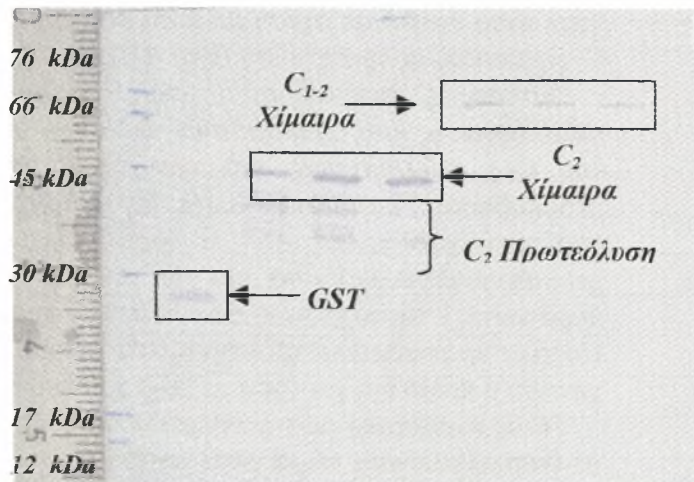 76 kDa
66 kDa
45 kDa
30 kDa
17 kDa
12 kDa
C1-2
Χίμαιρα
C2
Χίμαιρα
C2 Πρωτεόλυση
GST